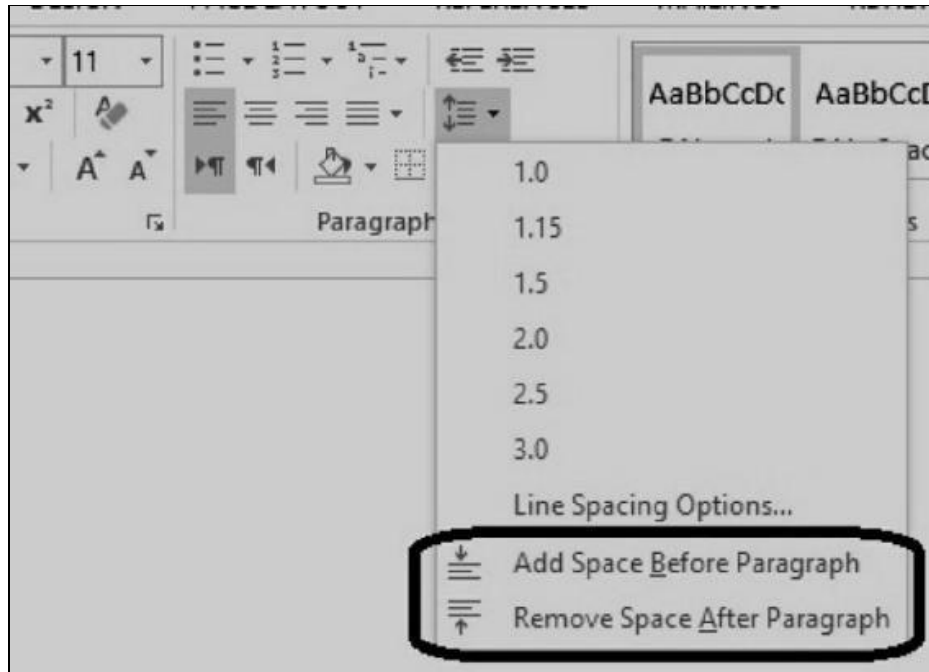 11
AaBbCcDc AaBbCcD
Paragraph
1.0
1.15
1.5
2.0
2.5
3.0
Line Spacing Options...
Add Space Before Paragraph
Remove Space After Paragraph